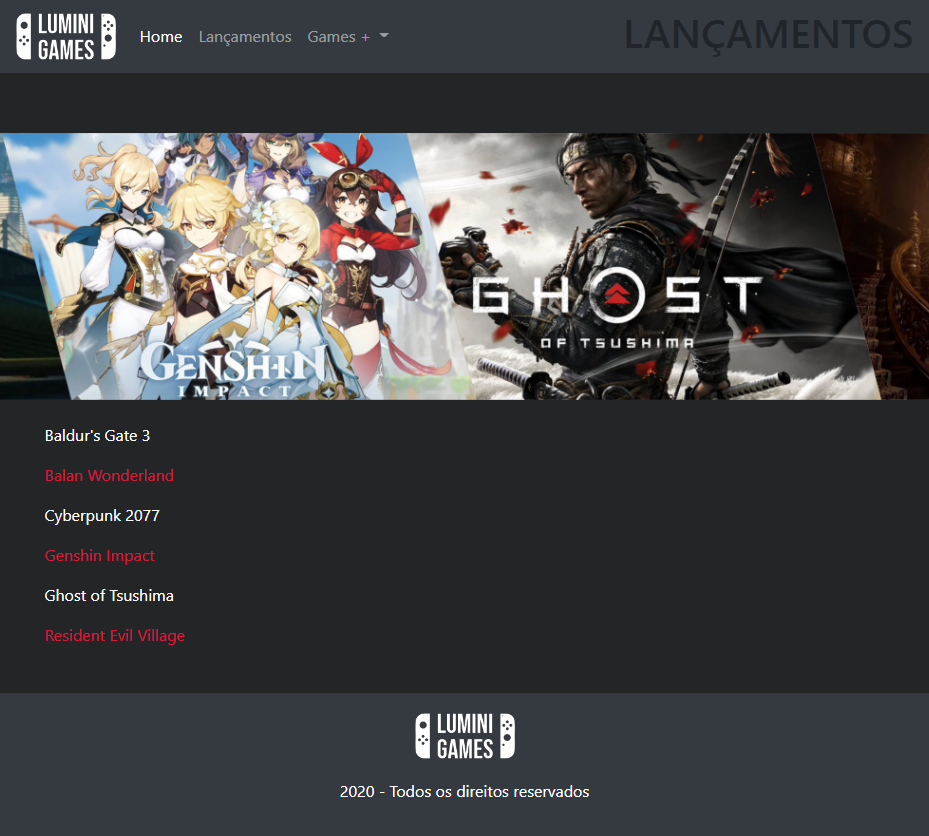 LUMINI
GAMES
Home
Lançamentos
Games +
LANÇAMENTOS
GENSHIN
IMPACT
GHOST
OF TSUSHIMA
Baldur's Gate 3
Balan Wonderland
Cyberpunk 2077
Genshin Impact
Ghost of Tsushima
Resident Evil Village
LUMINI
GAMES
2020 - Todos os direitos reservados